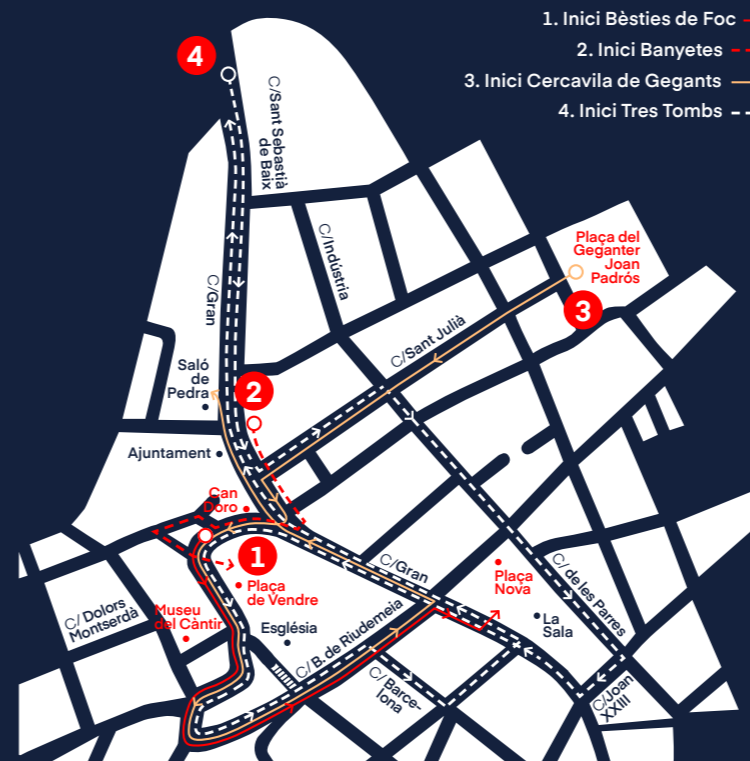 1. Inici Bèsties de Foc
2. Inici Banyetes
3. Inici Cercavila de Gegants
4. Inici Tres Tombs
4
C/Sant Sebastià
de Baix
Plaça del
Geganter
Joan
Padrós
3
C/Indústria
C/Gran
C/Sant Julià
Saló
de
Pedra
2
Ajuntament
Can
Doro
1
C/Gran
Plaça
de Vendre
Plaça
Nova
C/ de les Parres
C/ Dolors
Montserdà
Museu
del Càntir
Església
C/ B. de Riudemeia
La
Sala
C/ Barce-
lona
C/Joan
XXIII